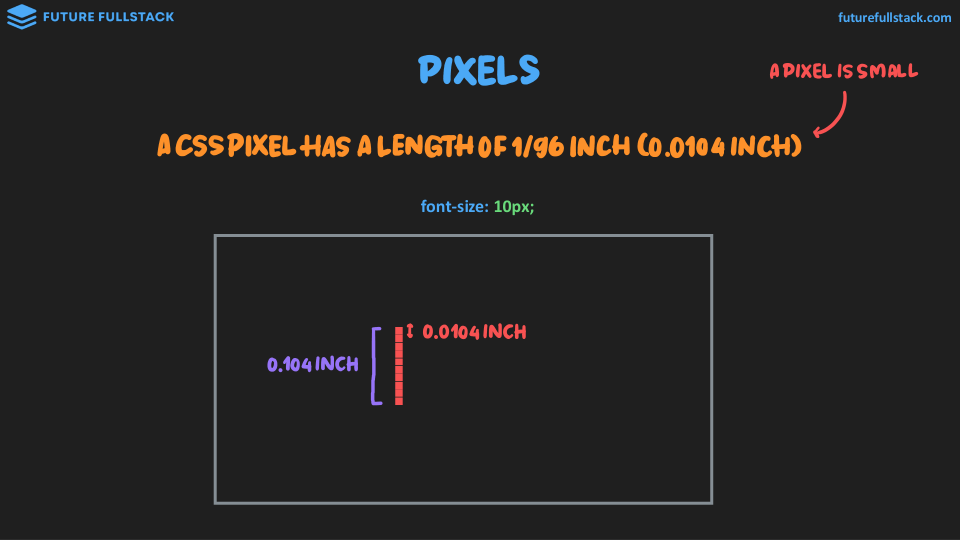 FUTURE FULLSTACK
futurefullstack.com
PIXELS
A PIXEL IS SMALL
A CSS PIXEL HAS A LENGTH OF 1/96 INCH (0.0104 INCH)
font-size: 10px;
0.0104 INCH
0.104 INCH